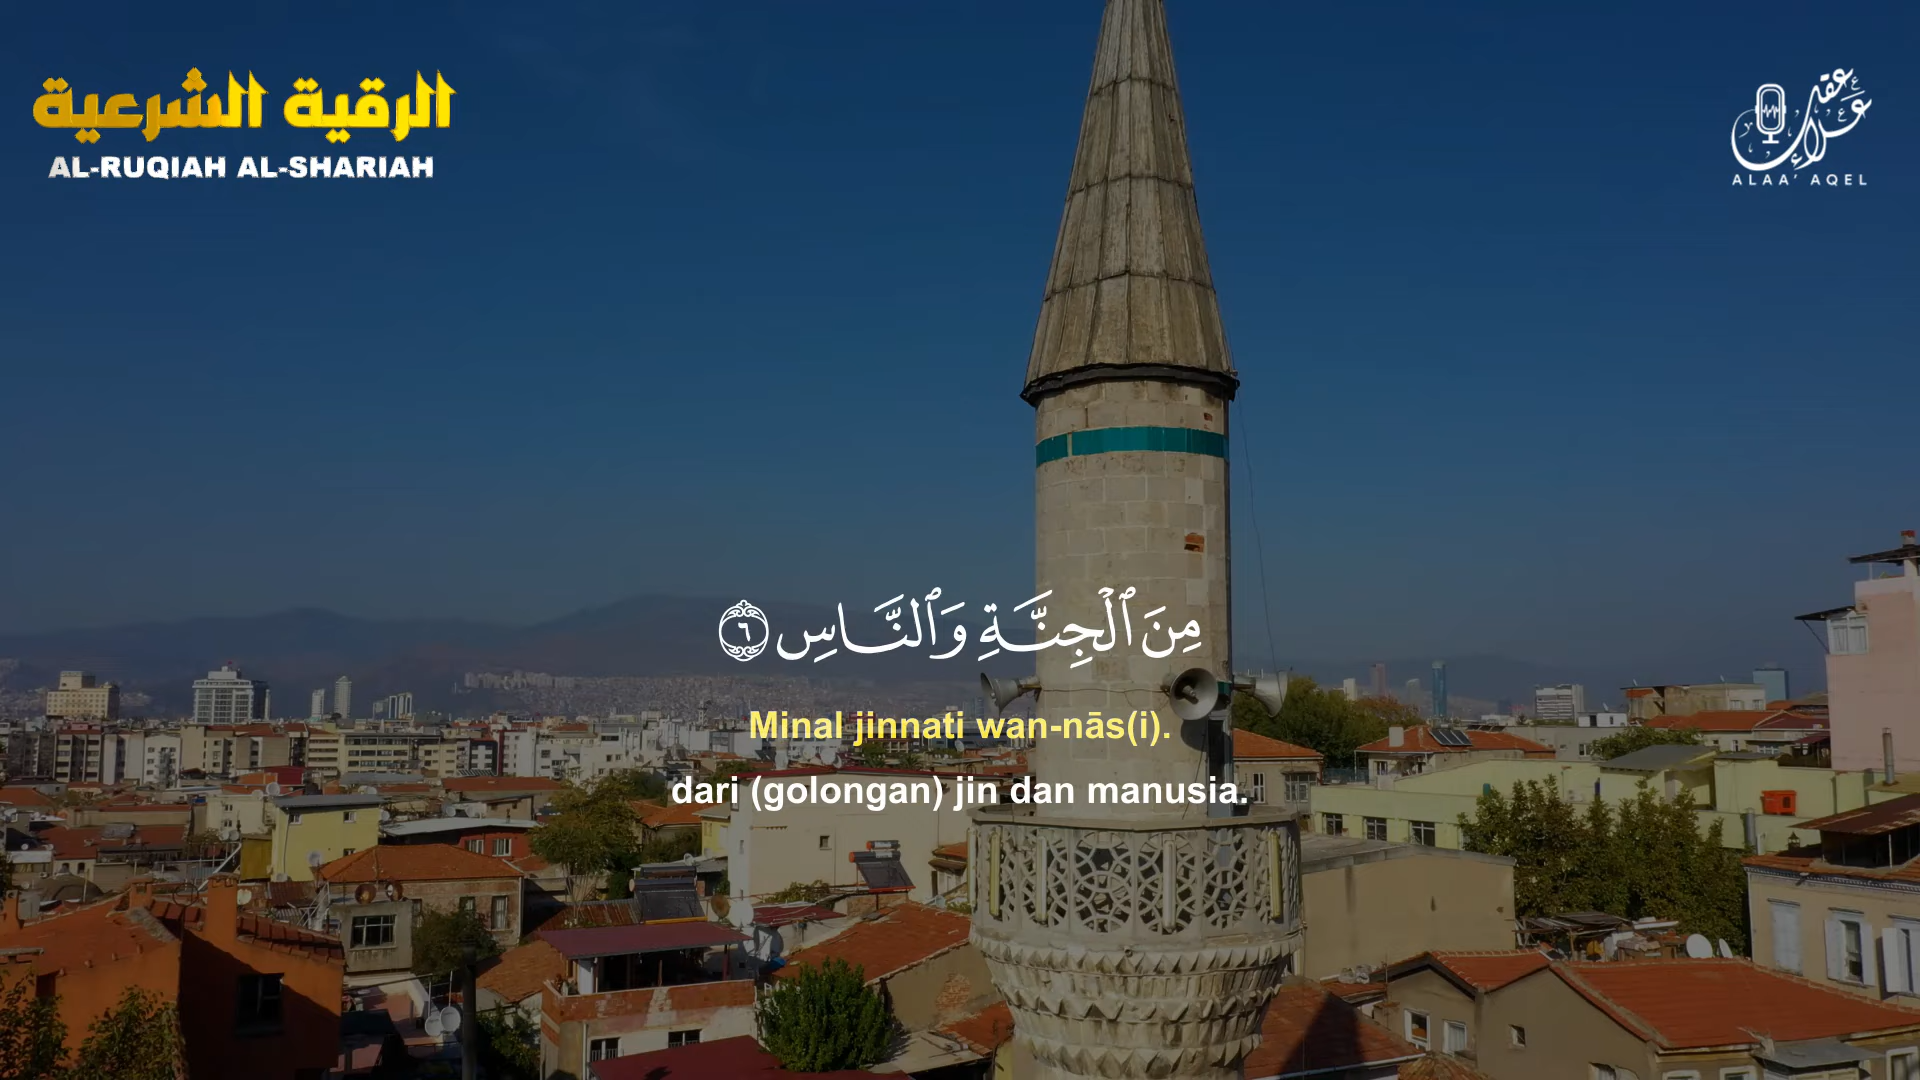 الرقية الشرعية
AL-RUQIAH AL-SHARIAH
علاء عقل
ALAA' AQEL
مِنَ ٱلْجِنَّةِ وَٱلنَّاسِ ٦
Minal jinnati wan-nās(i).
dari (golongan) jin dan manusia.